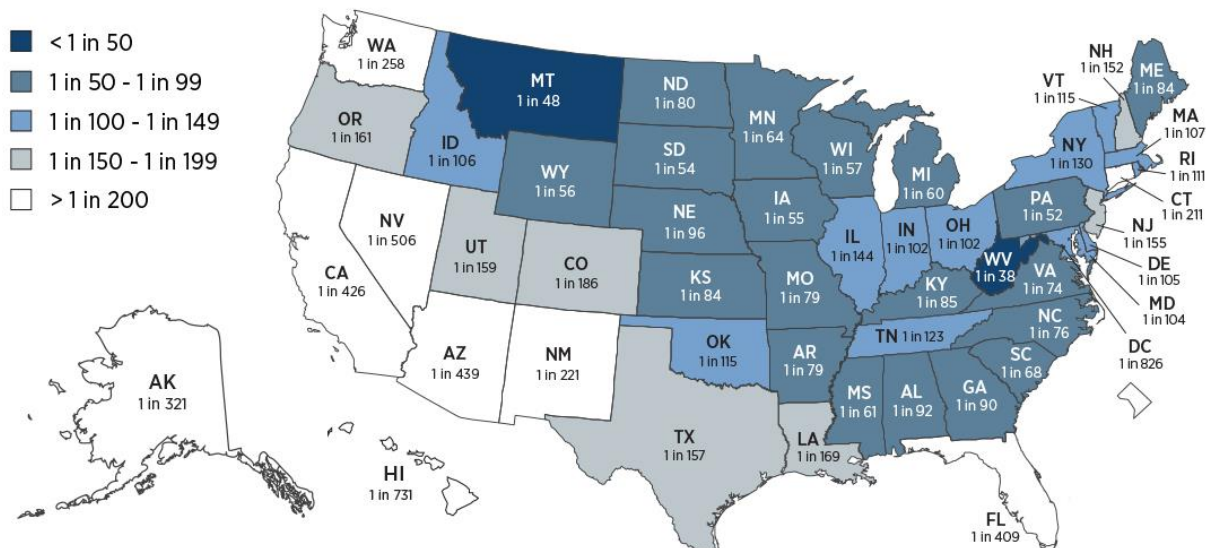 < 1 in 50
1 in 50 - 1 in 99
1 in 100 - 1 in 149
1 in 150 - 1 in 199
> 1 in 200
WA
1 in 258
OR
1 in 161
CA
1 in 426
NV
1 in 506
ID
1 in 106
MT
1 in 48
WY
1 in 56
UT
1 in 159
CO
1 in 186
AZ
1 in 439
NM
1 in 221
ND
1 in 80
SD
1 in 54
NE
1 in 96
KS
1 in 84
OK
1 in 115
TX
1 in 157
MN
1 in 64
IA
1 in 55
MO
1 in 79
AR
1 in 79
LA
1 in 169
WI
1 in 57
IL
1 in 144
MI
1 in 60
IN
1 in 102
OH
1 in 102
KY
1 in 85
TN 1 in 123
MS
1 in 61
AL
1 in 92
GA
1 in 90
FL
1 in 409
SC
1 in 68
NC
1 in 76
VA
1 in 74
WV
1 in 38
PA
1 in 52
NY
1 in 130
VT
1 in 115
NH
1 in 152
ME
1 in 84
MA
1 in 107
RI
1 in 111
CT
1 in 211
NJ
1 in 155
DE
1 in 105
MD
1 in 104
DC
1 in 826
AK
1 in 321
HI
1 in 731